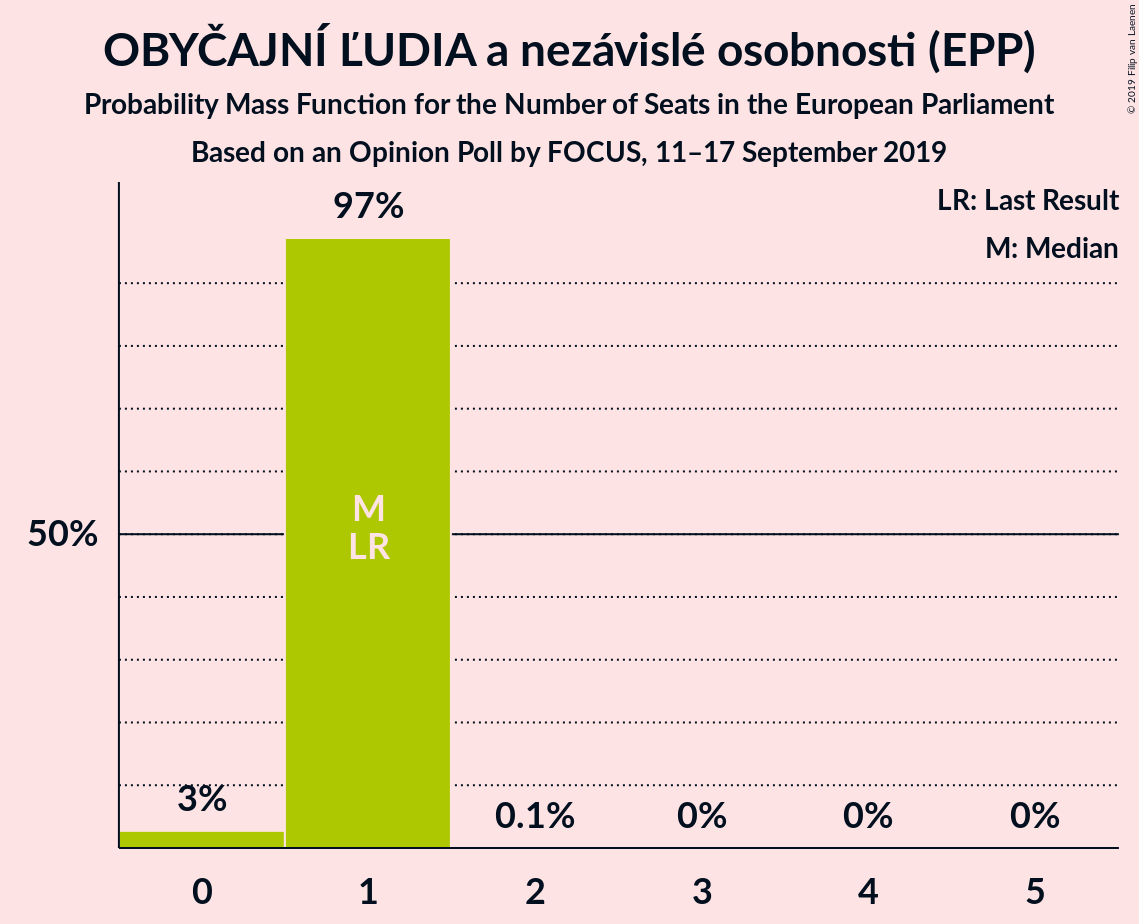 OBYČAJNÍ ĽUDIA a nezávislé osobnosti (EPP)
Probability Mass Function for the Number of Seats in the European Parliament
Based on an Opinion Poll by FOCUS, 11–17 September 2019
© 2019 Filip van Laenen
LR: Last Result
M: Median
97%
M
LR
50%
3%
0.1%
0%
0%
0%
0 1 2 3 4 5